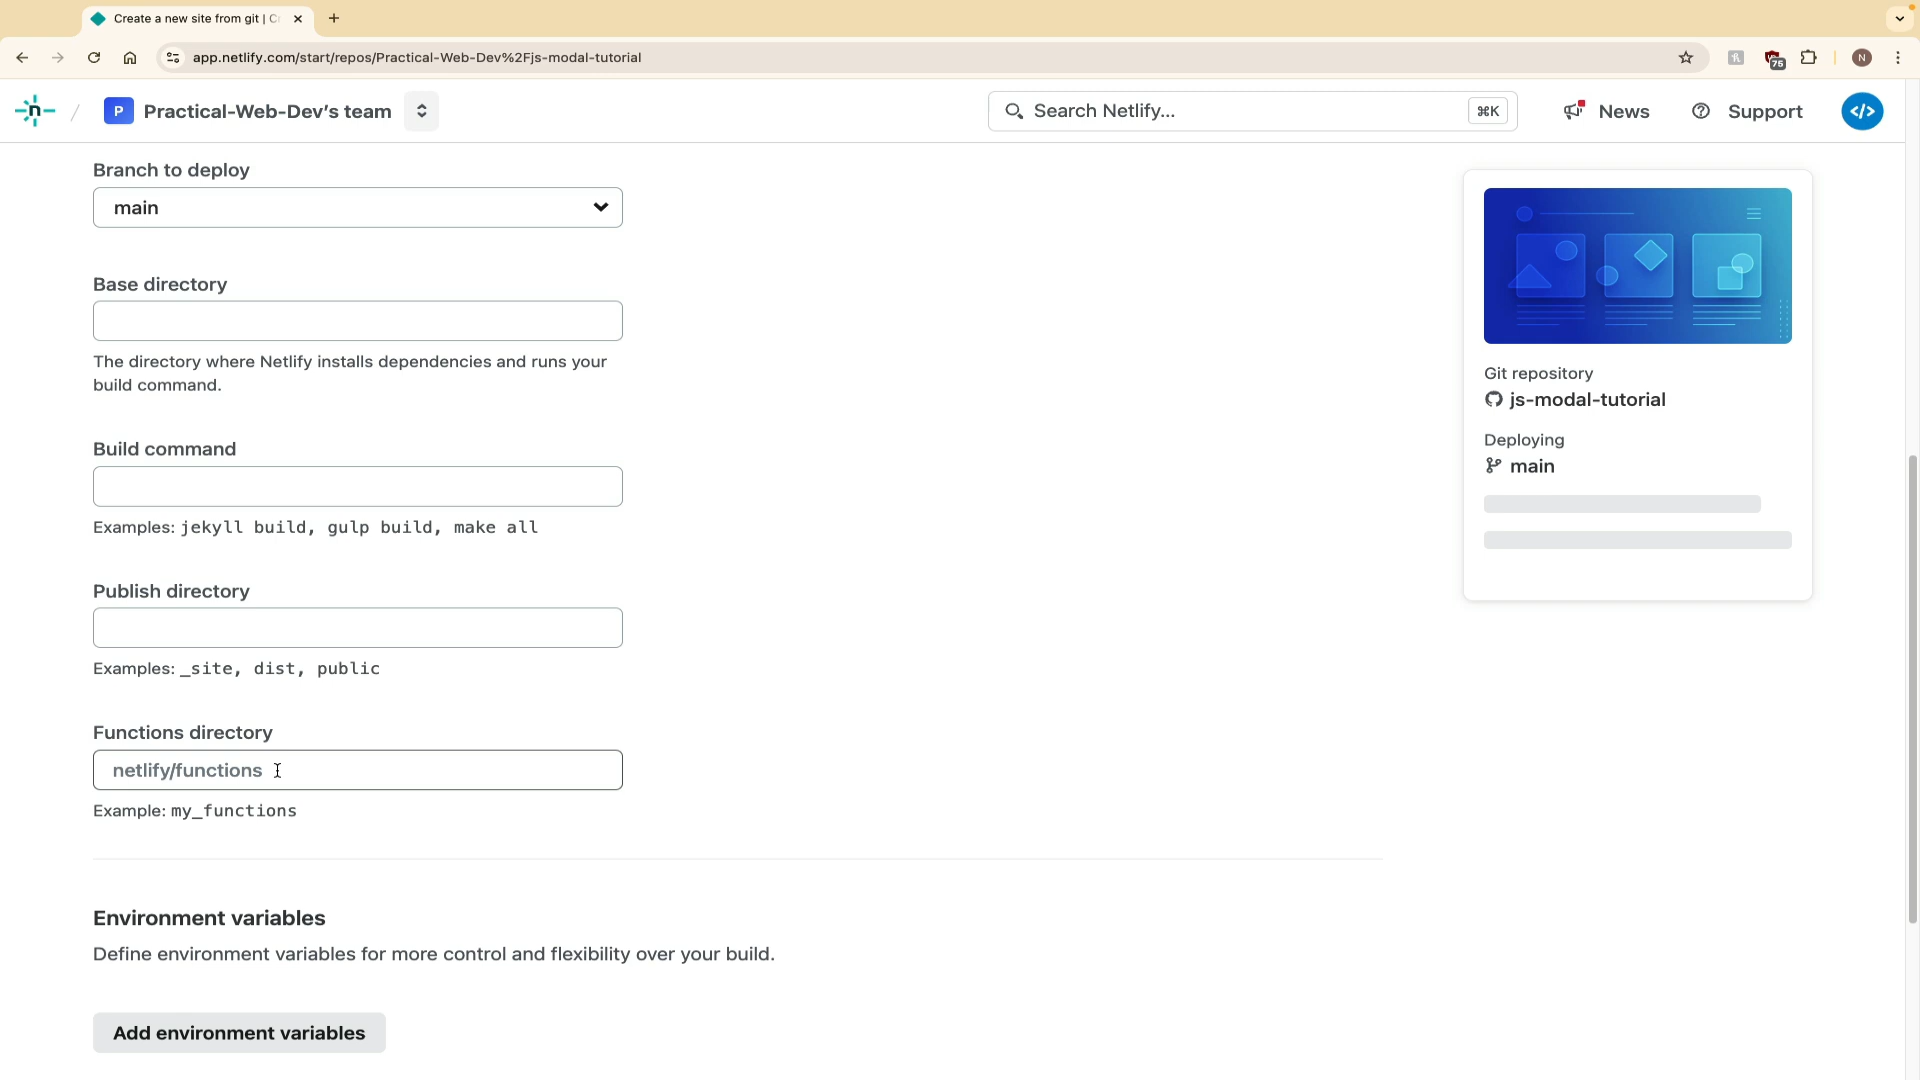 Create a new site from git | C
app.netlify.com/start/repos/Practical-Web-Dev%2Fjs-modal-tutorial
75
N
n
/
P
Practical-Web-Dev's team
Search Netlify...
⌘K
News
Support
</>
Branch to deploy
main
Base directory
The directory where Netlify installs dependencies and runs your
build command.
Build command
Examples: jekyll build, gulp build, make all
Publish directory
Examples: _site, dist, public
Functions directory
netlify/functions
Example: my_functions
Environment variables
Define environment variables for more control and flexibility over your build.
Add environment variables
Git repository
js-modal-tutorial
Deploying
main